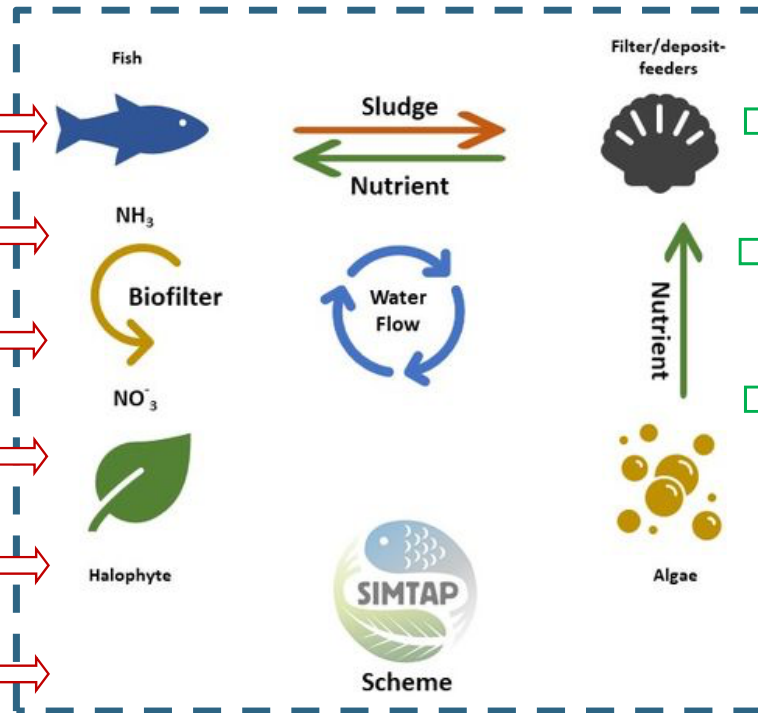 Fish
Filter/deposit-
feeders
Sludge
Nutrient
NH₃
Biofilter
Water
Flow
Nutrient
NO⁻₃
Halophyte
Algae
SIMTAP
Scheme